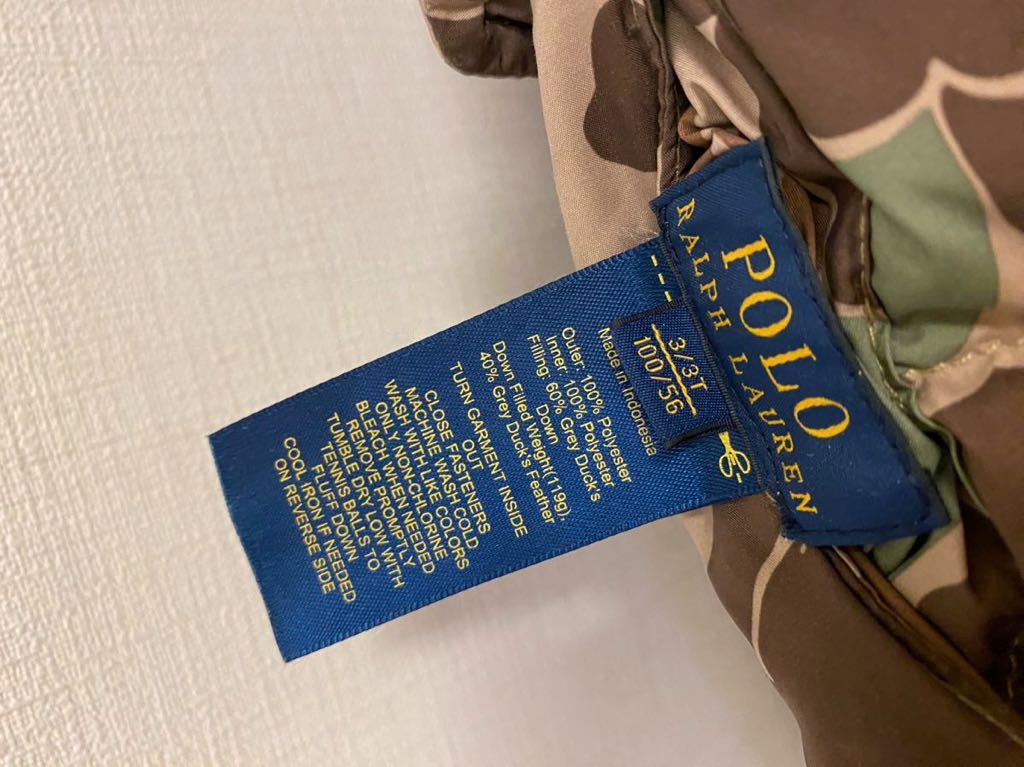 POLO
RALPH LAUREN
3/3T
100/56
Made in Indonesia
Outer: 100% Polyester
Inner: 100% Polyester
Filling: 60% Grey Duck's
Down
Down Filled Weight(119g).
40% Grey Duck's Feather
TURN GARMENT INSIDE
OUT
CLOSE FASTENERS
MACHINE WASH COLD
WASH WITH LIKE COLORS
ONLY NON-CHLORINE
BLEACH WHEN NEEDED
REMOVE PROMPTLY
TUMBLE DRY LOW WITH
TENNIS BALLS TO
FLUFF DOWN
COOL IRON IF NEEDED
ON REVERSE SIDE